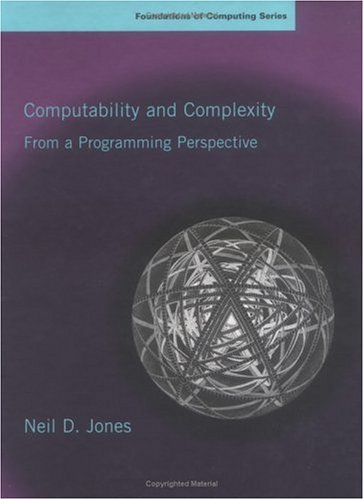 Foundations of Computing Series
Computability and Complexity
From a Programming Perspective
Neil D. Jones
Copyrighted Material